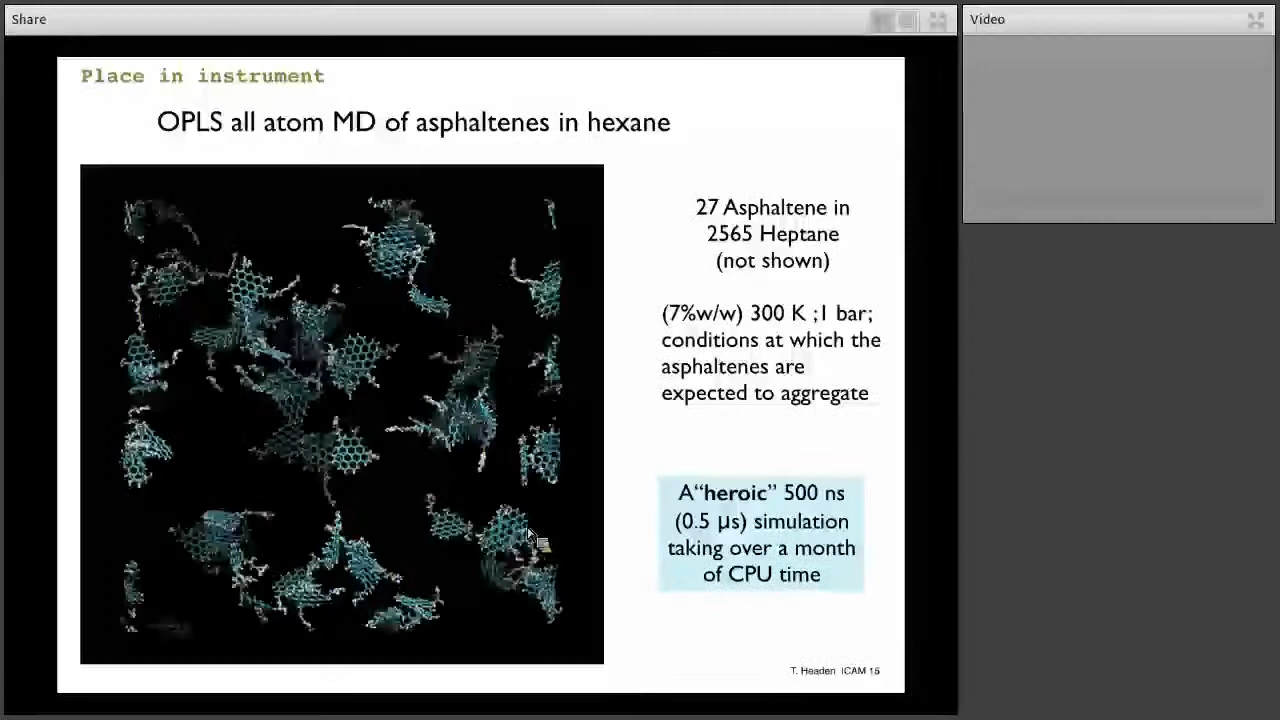 Share
Video
Place in instrument
OPLS all atom MD of asphaltenes in hexane
27 Asphaltene in
2565 Heptane
(not shown)
(7%w/w) 300 K ;1 bar;
conditions at which the
asphaltenes are
expected to aggregate
A“heroic” 500 ns
(0.5 μs) simulation
taking over a month
of CPU time
T. Headen ICAM 15